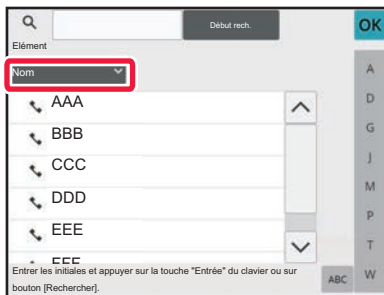 Début rech.
OK
Elément
Nom
AAA
BBB
CCC
DDD
EEE
FFF
Entrer les initiales et appuyer sur la touche "Entrée" du clavier ou sur
bouton [Rechercher].
ABC
A
D
G
J
M
P
T
W